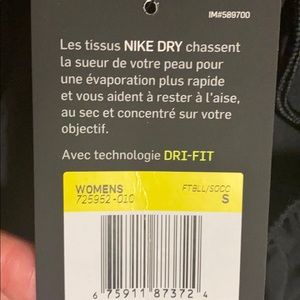 IM#589700
Les tissus NIKE DRY chassent
la sueur de votre peau pour
une évaporation plus rapide
et vous aident à rester à l'aise,
au sec et concentré sur votre
objectif.
Avec technologie DRI-FIT
WOMENS FTBLL/SOCC
725952-010 S
6 75911 87372 4